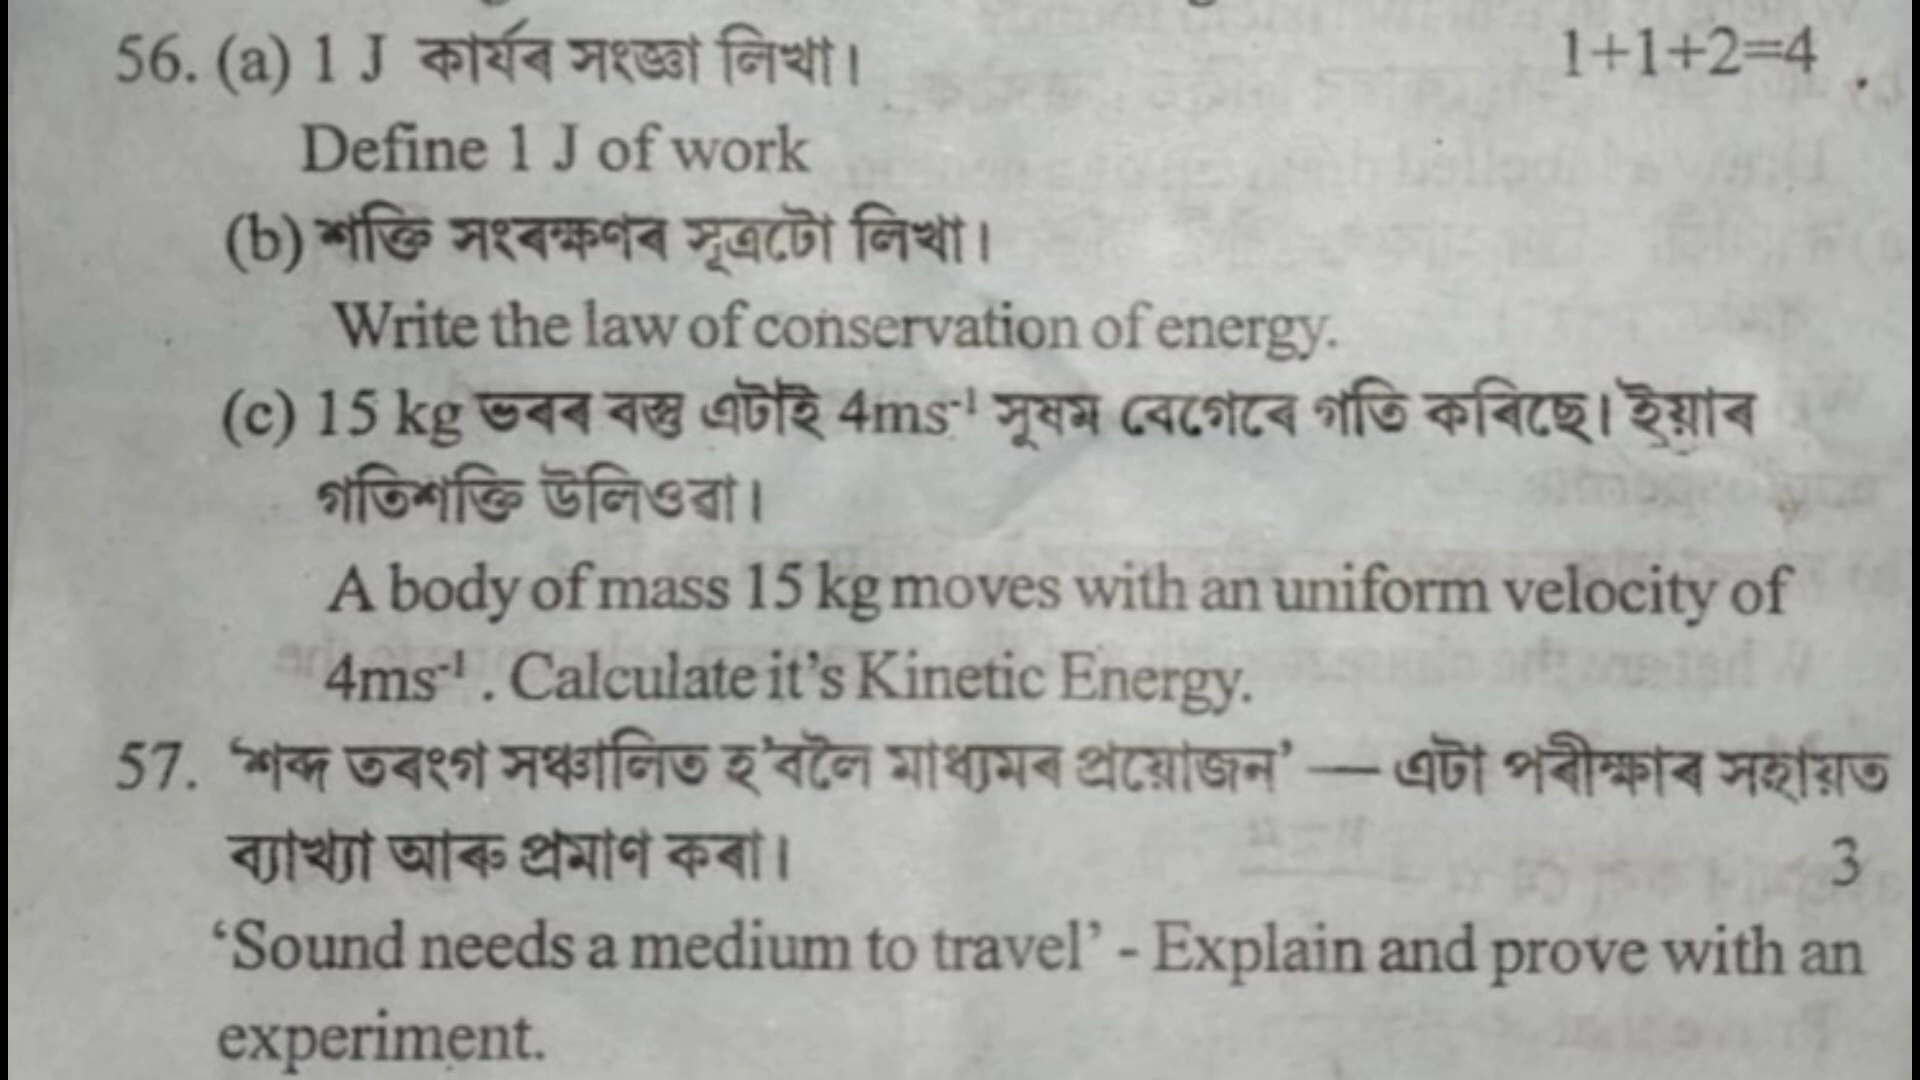 56. (a) 1 J কাৰ্যৰ সংজ্ঞা লিখা। 1+1+2=4
Define 1 J of work
(b) শক্তি সংৰক্ষণৰ সূত্ৰটো লিখা।
Write the law of conservation of energy.
(c) 15 kg ভৰৰ বস্তু এটাই 4ms⁻¹ সূষম বেগেৰে গতি কৰিছে। ইয়াৰ
গতিশক্তি উলিওৱা।
A body of mass 15 kg moves with an uniform velocity of
4ms⁻¹. Calculate it's Kinetic Energy.
57. 'শব্দ তৰংগ সঞ্চালিত হ'বলৈ মাধ্যমৰ প্ৰয়োজন' — এটা পৰীক্ষাৰ সহায়ত
ব্যাখ্যা আৰু প্ৰমাণ কৰা। 3
'Sound needs a medium to travel' - Explain and prove with an
experiment.